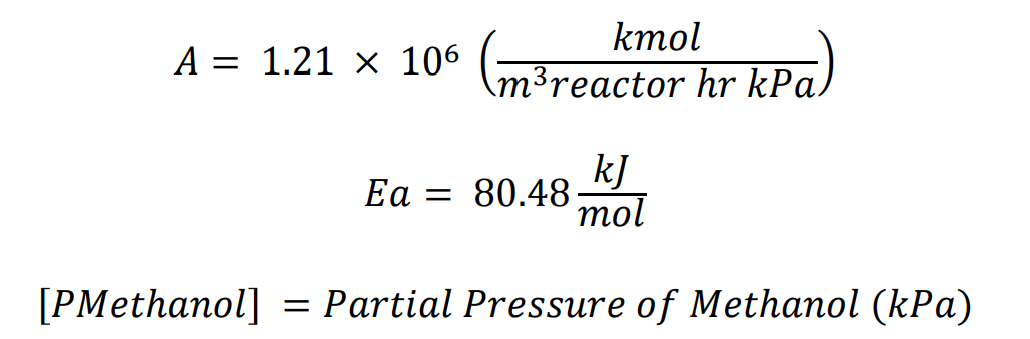 A = 1.21 × 10⁶ (kmol / m³reactor hr kPa)
Ea = 80.48 kJ / mol
[PMethanol] = Partial Pressure of Methanol (kPa)